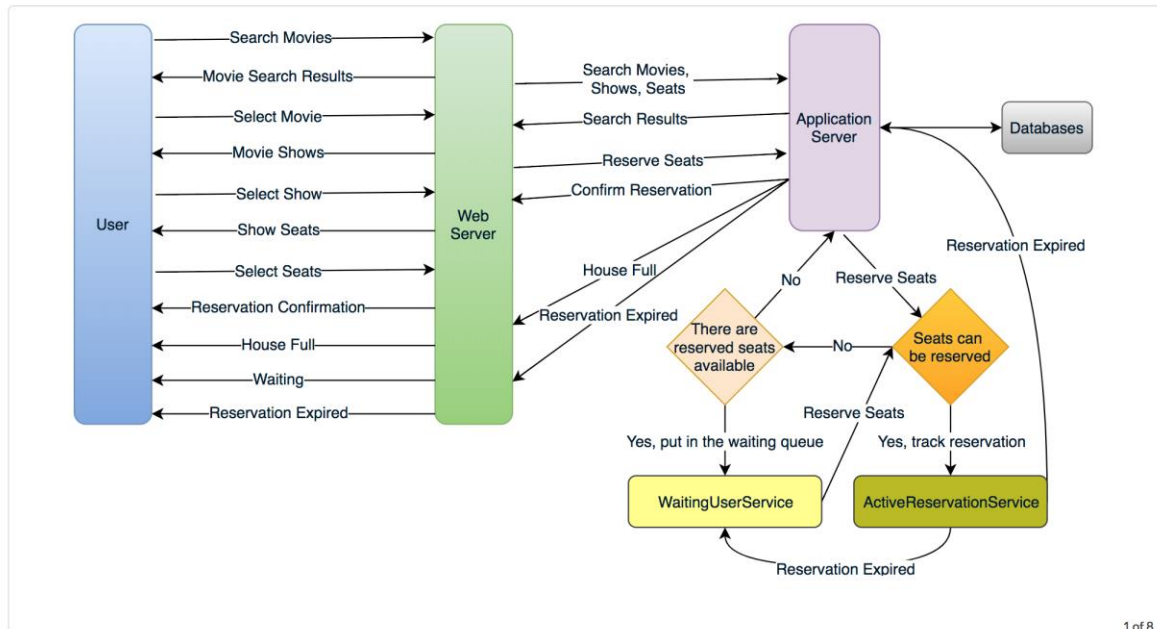 Search Movies
Movie Search Results
Select Movie
Movie Shows
Select Show
Show Seats
Select Seats
Reservation Confirmation
House Full
Waiting
Reservation Expired
User
Web
Server
Search Movies,
Shows, Seats
Search Results
Reserve Seats
Confirm Reservation
House Full
Reservation Expired
Application
Server
Databases
Reservation Expired
No
Reserve Seats
There are
reserved seats
available
No
Seats can
be reserved
Reserve Seats
Yes, put in the waiting queue
Yes, track reservation
WaitingUserService
ActiveReservationService
Reservation Expired
1 of 8